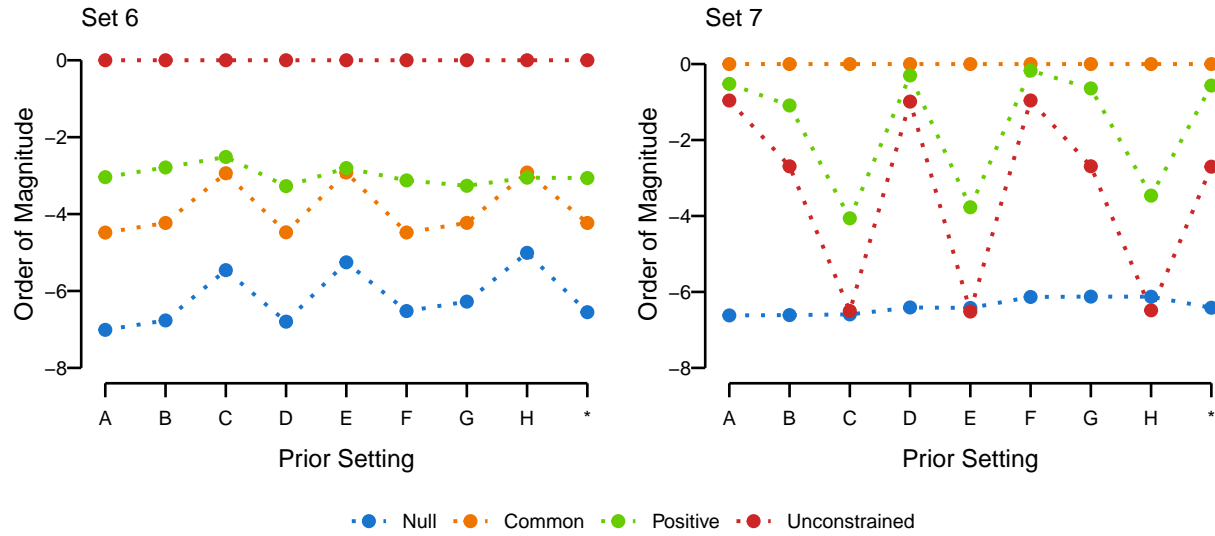 Set 6
Order of Magnitude
0
−2
−4
−6
−8
A B C D E F G H *
Prior Setting
Set 7
Order of Magnitude
0
−2
−4
−6
−8
A B C D E F G H *
Prior Setting
Null Common Positive Unconstrained